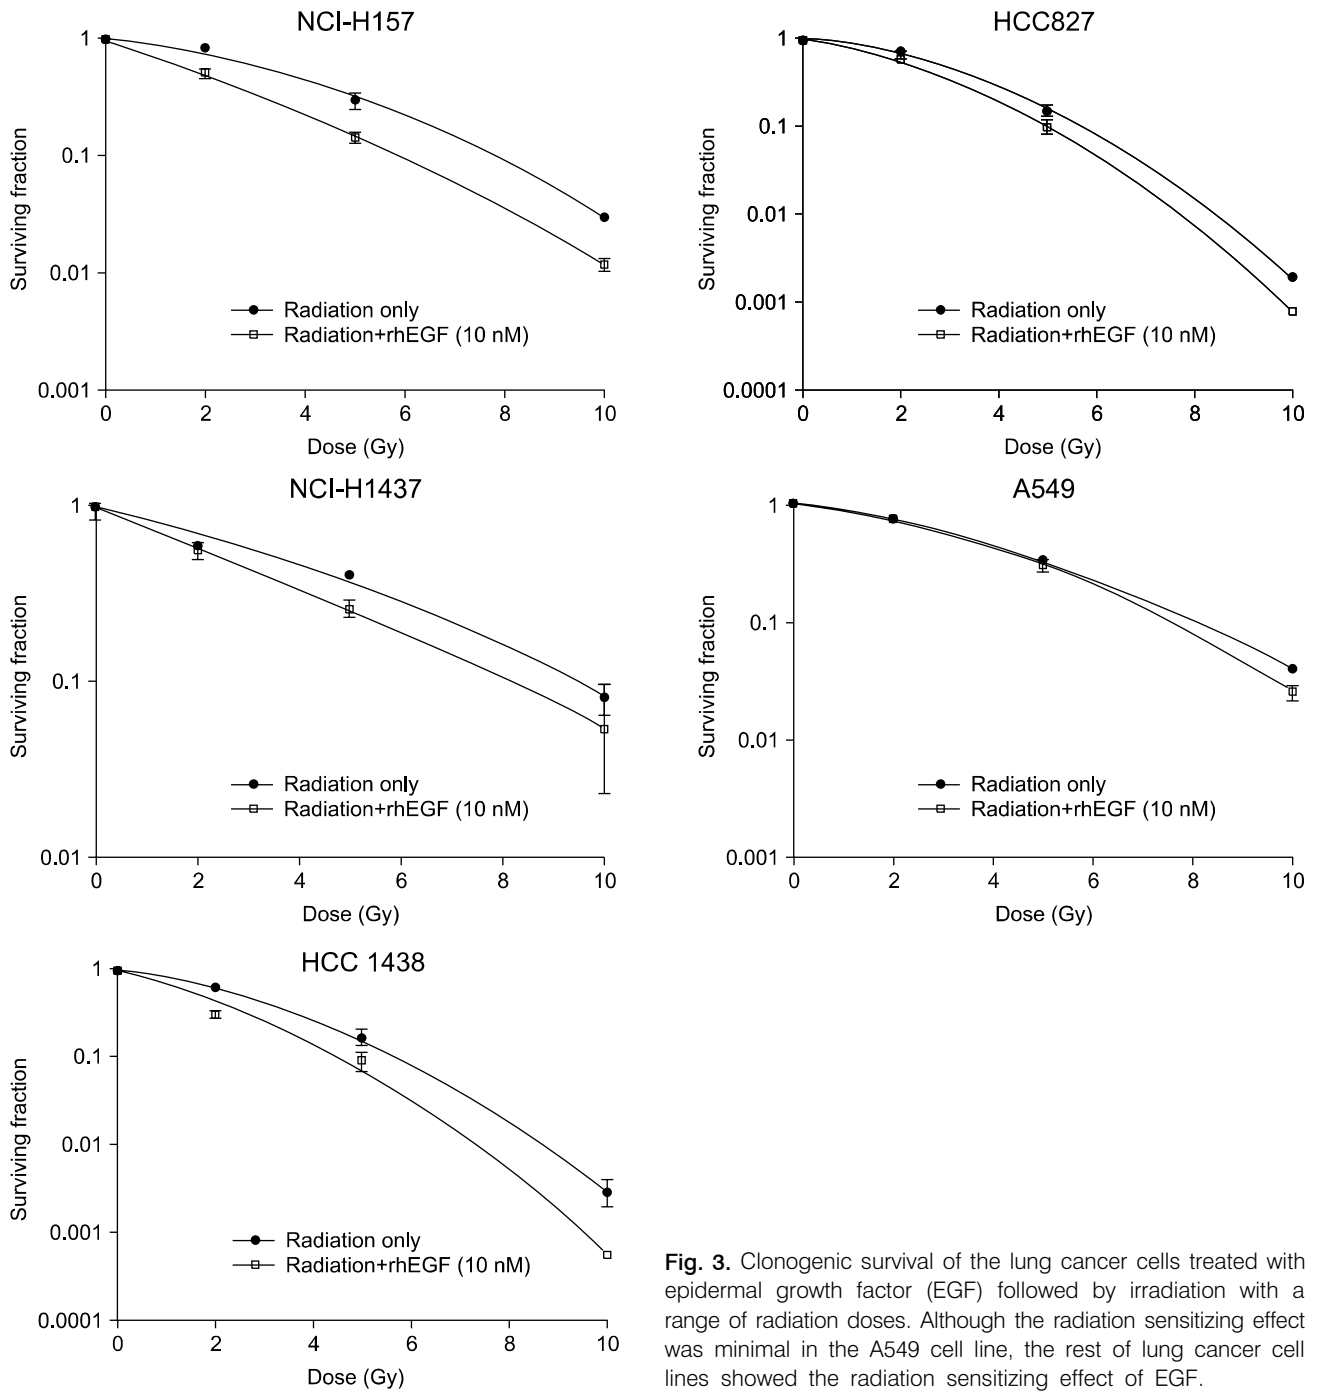 NCI-H157
1
0.1
0.01
0.001
Surviving fraction
Radiation only
Radiation+rhEGF (10 nM)
0 2 4 6 8 10
Dose (Gy)
HCC827
1
0.1
0.01
0.001
0.0001
Surviving fraction
Radiation only
Radiation+rhEGF (10 nM)
0 2 4 6 8 10
Dose (Gy)
NCI-H1437
1
0.1
0.01
Surviving fraction
Radiation only
Radiation+rhEGF (10 nM)
0 2 4 6 8 10
Dose (Gy)
A549
1
0.1
0.01
0.001
Surviving fraction
Radiation only
Radiation+rhEGF (10 nM)
0 2 4 6 8 10
Dose (Gy)
HCC 1438
1
0.1
0.01
0.001
0.0001
Surviving fraction
Radiation only
Radiation+rhEGF (10 nM)
0 2 4 6 8 10
Dose (Gy)
Fig. 3. Clonogenic survival of the lung cancer cells treated with
epidermal growth factor (EGF) followed by irradiation with a
range of radiation doses. Although the radiation sensitizing effect
was minimal in the A549 cell line, the rest of lung cancer cell
lines showed the radiation sensitizing effect of EGF.